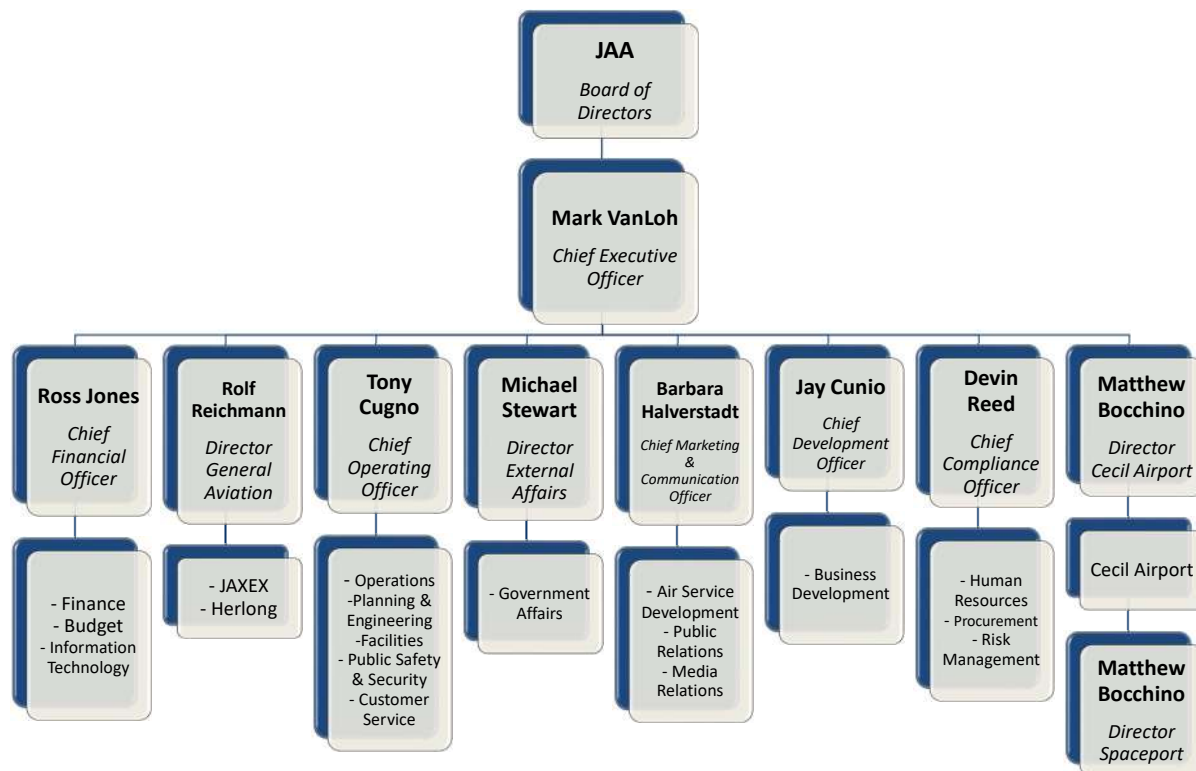 JAA
Board of
Directors
Mark VanLoh
Chief Executive
Officer
Ross Jones
Chief
Financial
Officer
Rolf
Reichmann
Director
General
Aviation
Tony
Cugno
Chief
Operating
Officer
Michael
Stewart
Director
External
Affairs
Barbara
Halverstadt
Chief Marketing
&
Communication
Officer
Jay Cunio
Chief
Development
Officer
Devin
Reed
Chief
Compliance
Officer
Matthew
Bocchino
Director
Cecil Airport
- Finance
- Budget
- Information
Technology
- JAXEX
- Herlong
- Operations
-Planning &
Engineering
-Facilities
- Public Safety
& Security
- Customer
Service
- Government
Affairs
- Air Service
Development
- Public
Relations
- Media
Relations
- Business
Development
- Human
Resources
- Procurement
- Risk
Management
Cecil Airport
Matthew
Bocchino
Director
Spaceport